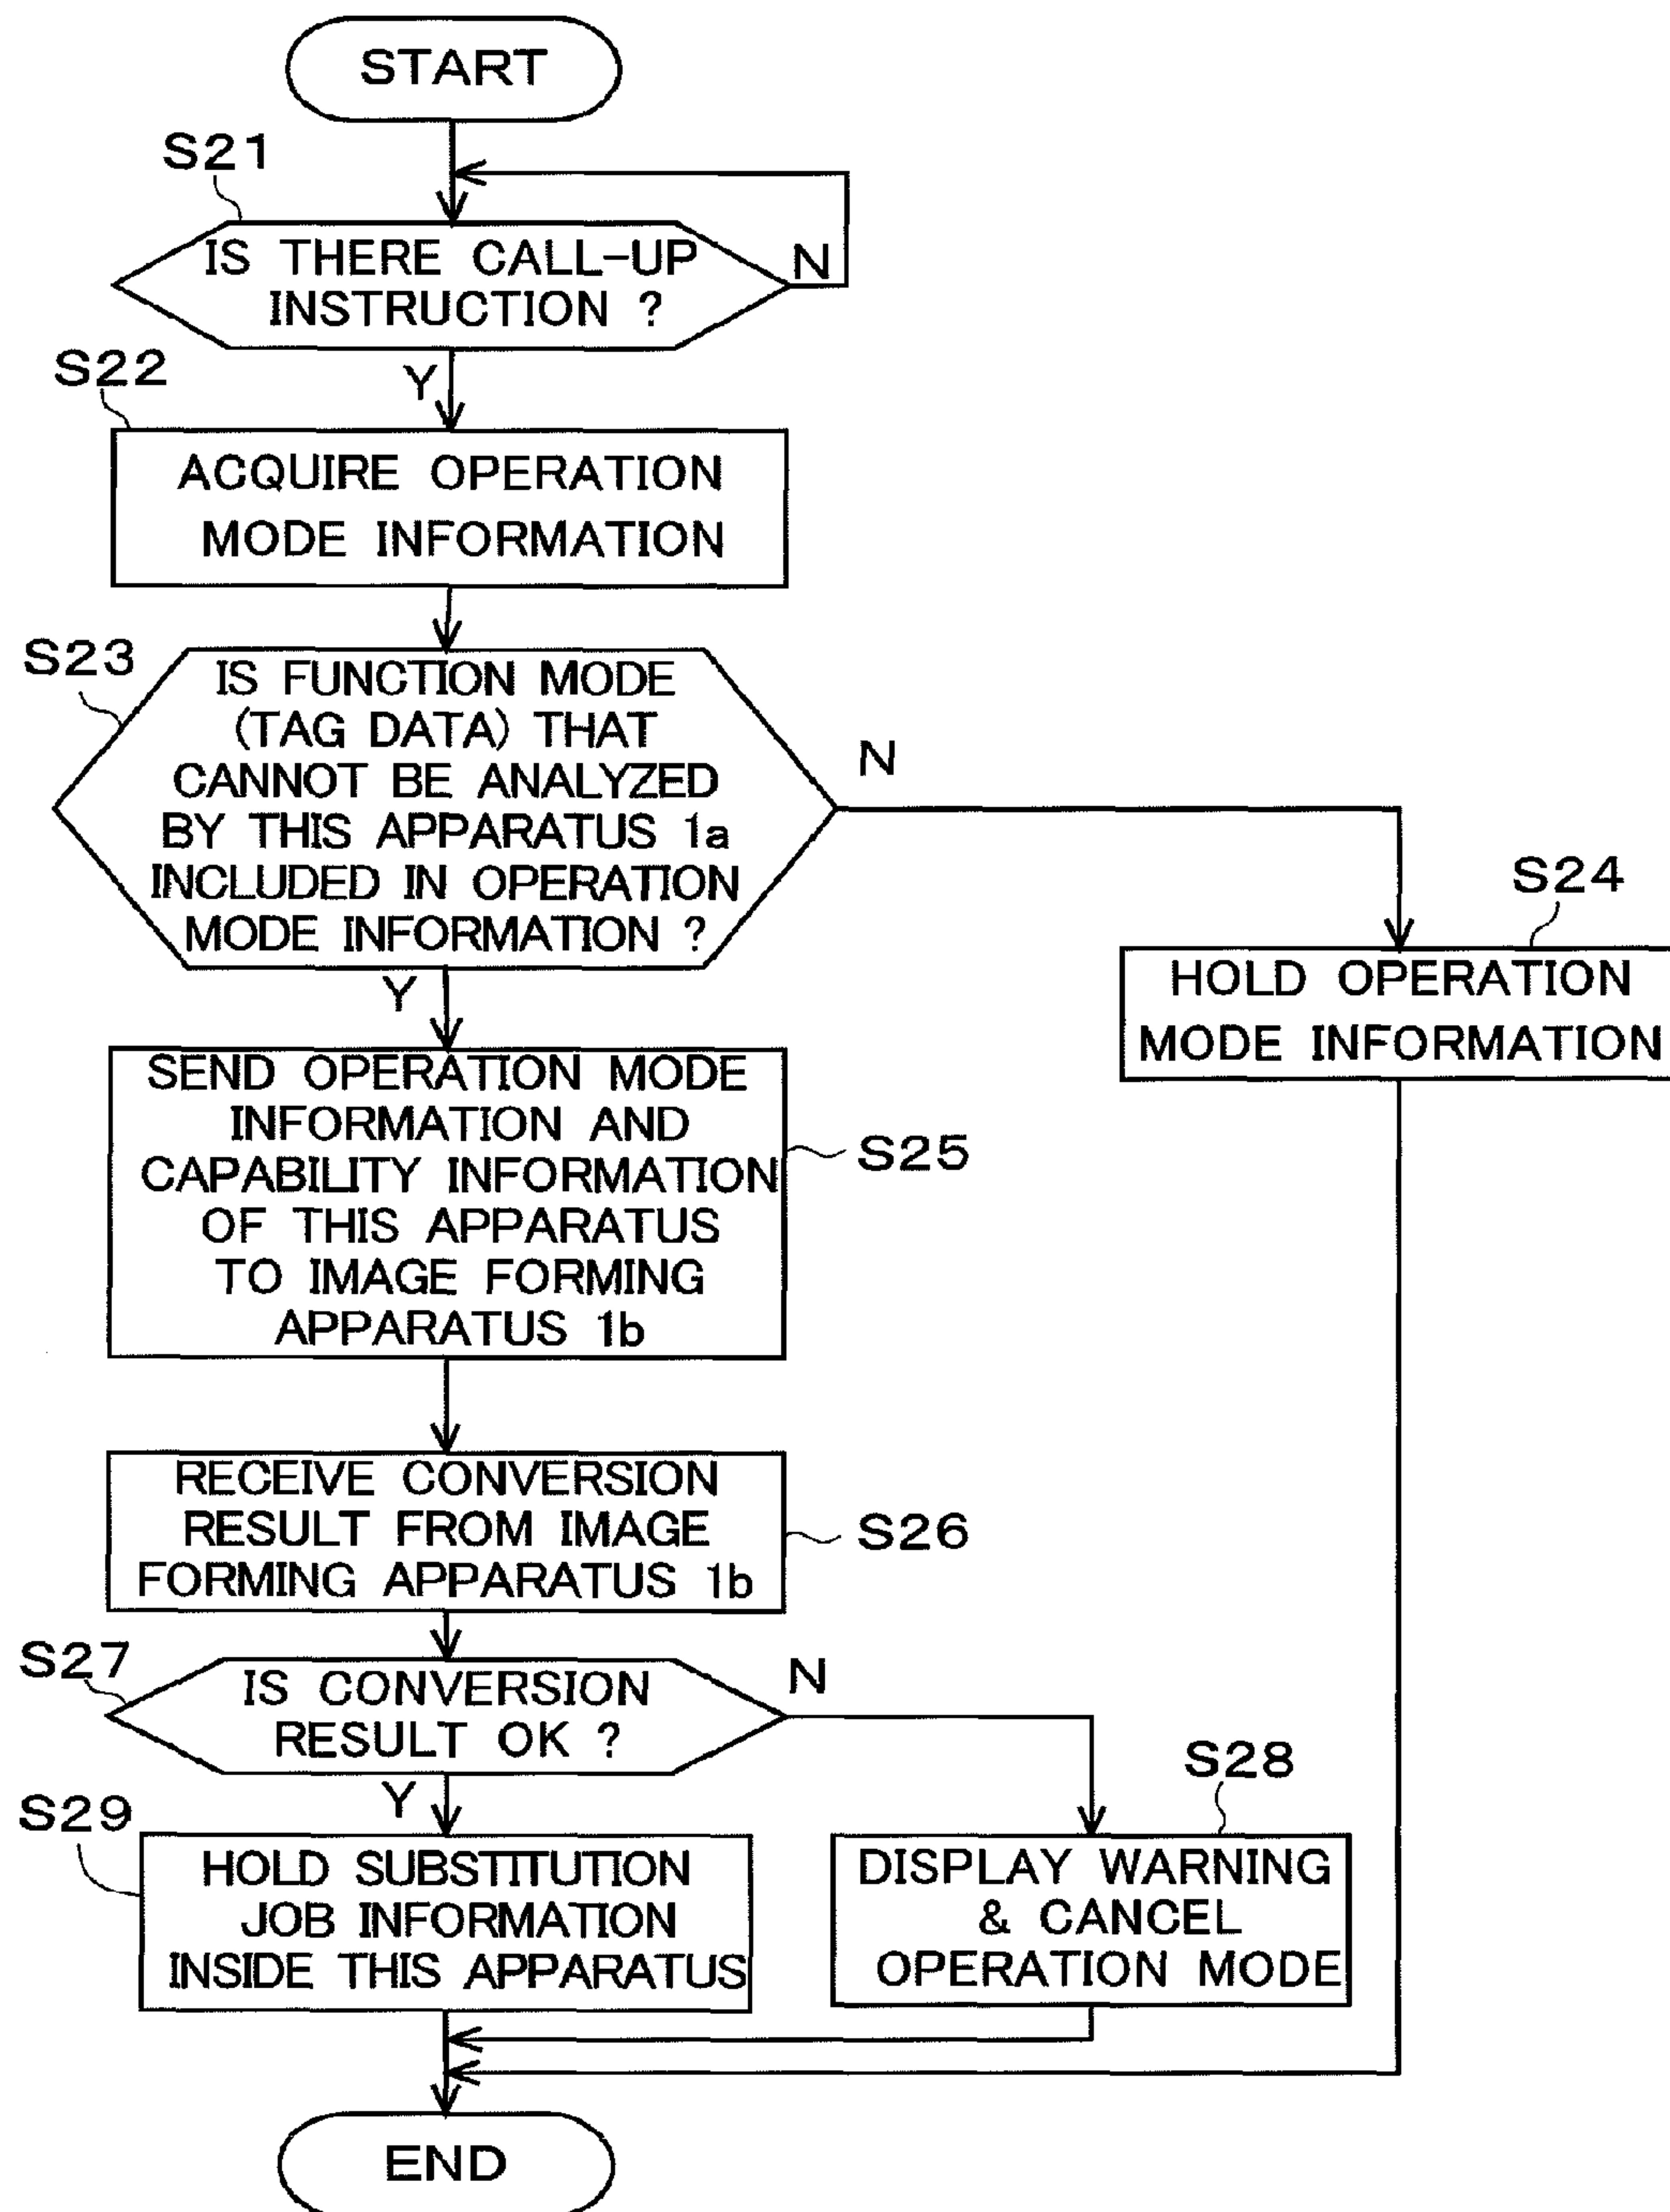 START
S21
IS THERE CALL-UP
INSTRUCTION ?
N
Y
S22
ACQUIRE OPERATION
MODE INFORMATION
S23
IS FUNCTION MODE
(TAG DATA) THAT
CANNOT BE ANALYZED
BY THIS APPARATUS 1a
INCLUDED IN OPERATION
MODE INFORMATION ?
N
Y
S24
HOLD OPERATION
MODE INFORMATION
SEND OPERATION MODE
INFORMATION AND
CAPABILITY INFORMATION
OF THIS APPARATUS
TO IMAGE FORMING
APPARATUS 1b
S25
RECEIVE CONVERSION
RESULT FROM IMAGE
FORMING APPARATUS 1b
S26
S27
IS CONVERSION
RESULT OK ?
N
Y
S28
DISPLAY WARNING
& CANCEL
OPERATION MODE
S29
HOLD SUBSTITUTION
JOB INFORMATION
INSIDE THIS APPARATUS
END